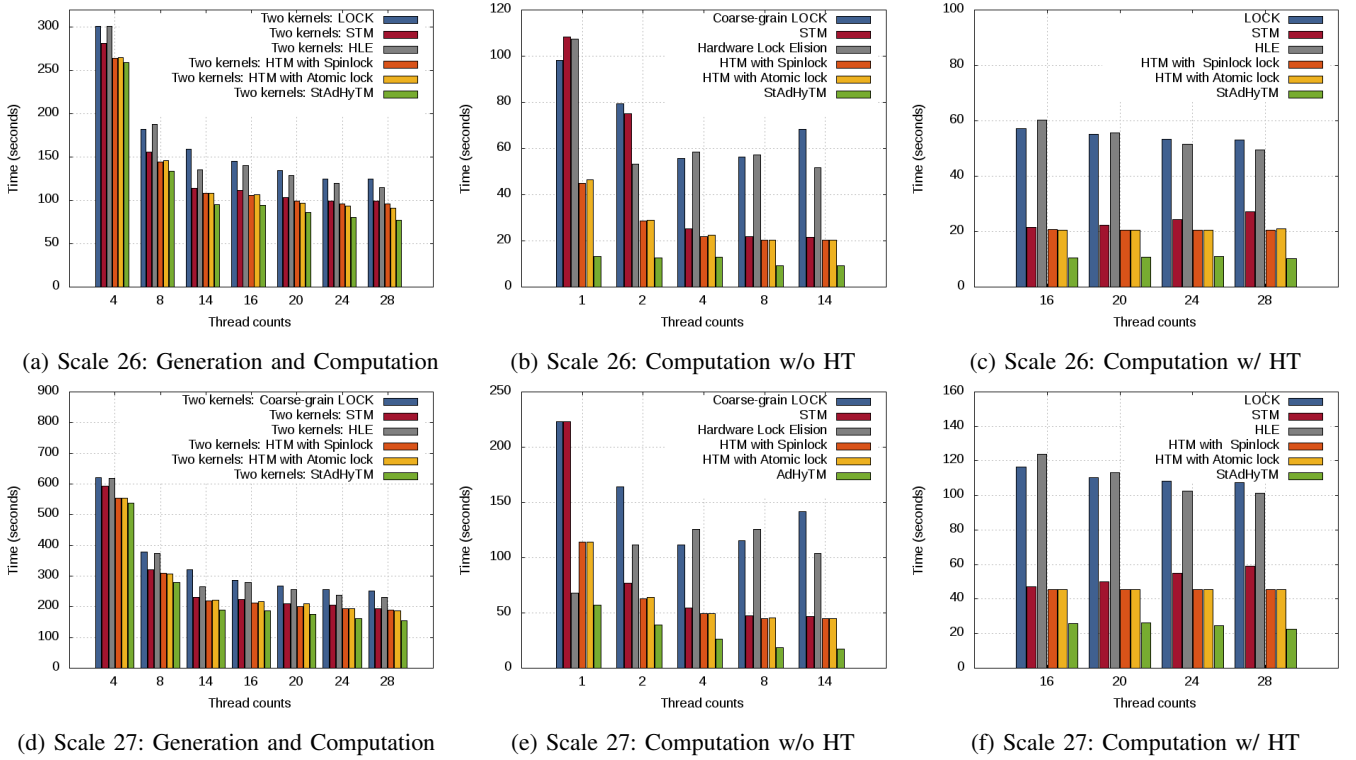 300
250
200
150
100
50
0
Time (seconds)
Two kernels: LOCK
Two kernels: STM
Two kernels: HLE
Two kernels: HTM with Spinlock
Two kernels: HTM with Atomic lock
Two kernels: StAdHyTM
4 8 14 16 20 24 28
Thread counts
(a) Scale 26: Generation and Computation
120
100
80
60
40
20
0
Time (seconds)
Coarse-grain LOCK
STM
Hardware Lock Elision
HTM with Spinlock
HTM with Atomic lock
StAdHyTM
1 2 4 8 14
Thread counts
(b) Scale 26: Computation w/o HT
100
80
60
40
20
0
Time (seconds)
LOCK
STM
HLE
HTM with Spinlock lock
HTM with Atomic lock
StAdHyTM
16 20 24 28
Thread counts
(c) Scale 26: Computation w/ HT
900
800
700
600
500
400
300
200
100
0
Time (seconds)
Two kernels: Coarse-grain LOCK
Two kernels: STM
Two kernels: HLE
Two kernels: HTM with Spinlock
Two kernels: HTM with Atomic lock
Two kernels: StAdHyTM
4 8 14 16 20 24 28
Thread counts
(d) Scale 27: Generation and Computation
250
200
150
100
50
0
Time (seconds)
Coarse-grain LOCK
STM
Hardware Lock Elision
HTM with Spinlock
HTM with Atomic lock
AdHyTM
1 2 4 8 14
Thread counts
(e) Scale 27: Computation w/o HT
160
140
120
100
80
60
40
20
0
Time (seconds)
LOCK
STM
HLE
HTM with Spinlock
HTM with Atomic lock
StAdHyTM
16 20 24 28
Thread counts
(f) Scale 27: Computation w/ HT